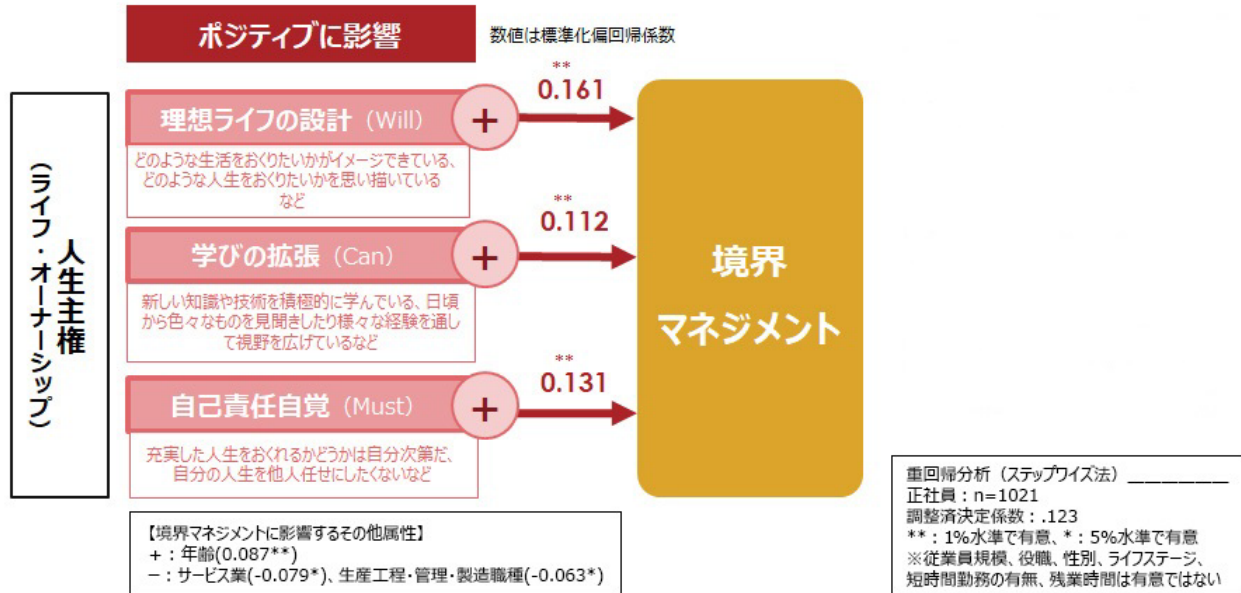 ポジティブに影響
数値は標準化偏回帰係数
人生主権
(ライフ・オーナーシップ)
理想ライフの設計 (Will)
+
**
0.161
どのような生活をおくりたいかがイメージできている、
どのような人生をおくりたいかを思い描いている
など
学びの拡張 (Can)
+
**
0.112
新しい知識や技術を積極的に学んでいる、日頃
から色々なものを見聞きしたり様々な経験を通し
て視野を広げているなど
自己責任自覚 (Must)
+
**
0.131
充実した人生をおくれるかどうかは自分次第だ、
自分の人生を他人任せにしたくないなど
境界
マネジメント
【境界マネジメントに影響するその他属性】
+:年齢(0.087**)
−:サービス業(-0.079*)、生産工程・管理・製造職種(-0.063*)
重回帰分析(ステップワイズ法)
正社員:n=1021
調整済決定係数:.123
**:1%水準で有意、*:5%水準で有意
※従業員規模、役職、性別、ライフステージ、
短時間勤務の有無、残業時間は有意ではない